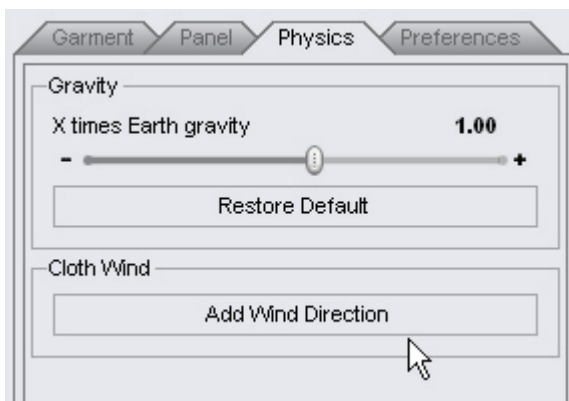 Garment Panel Physics Preferences
Gravity
X times Earth gravity 1.00
- +
Restore Default
Cloth Wind
Add Wind Direction